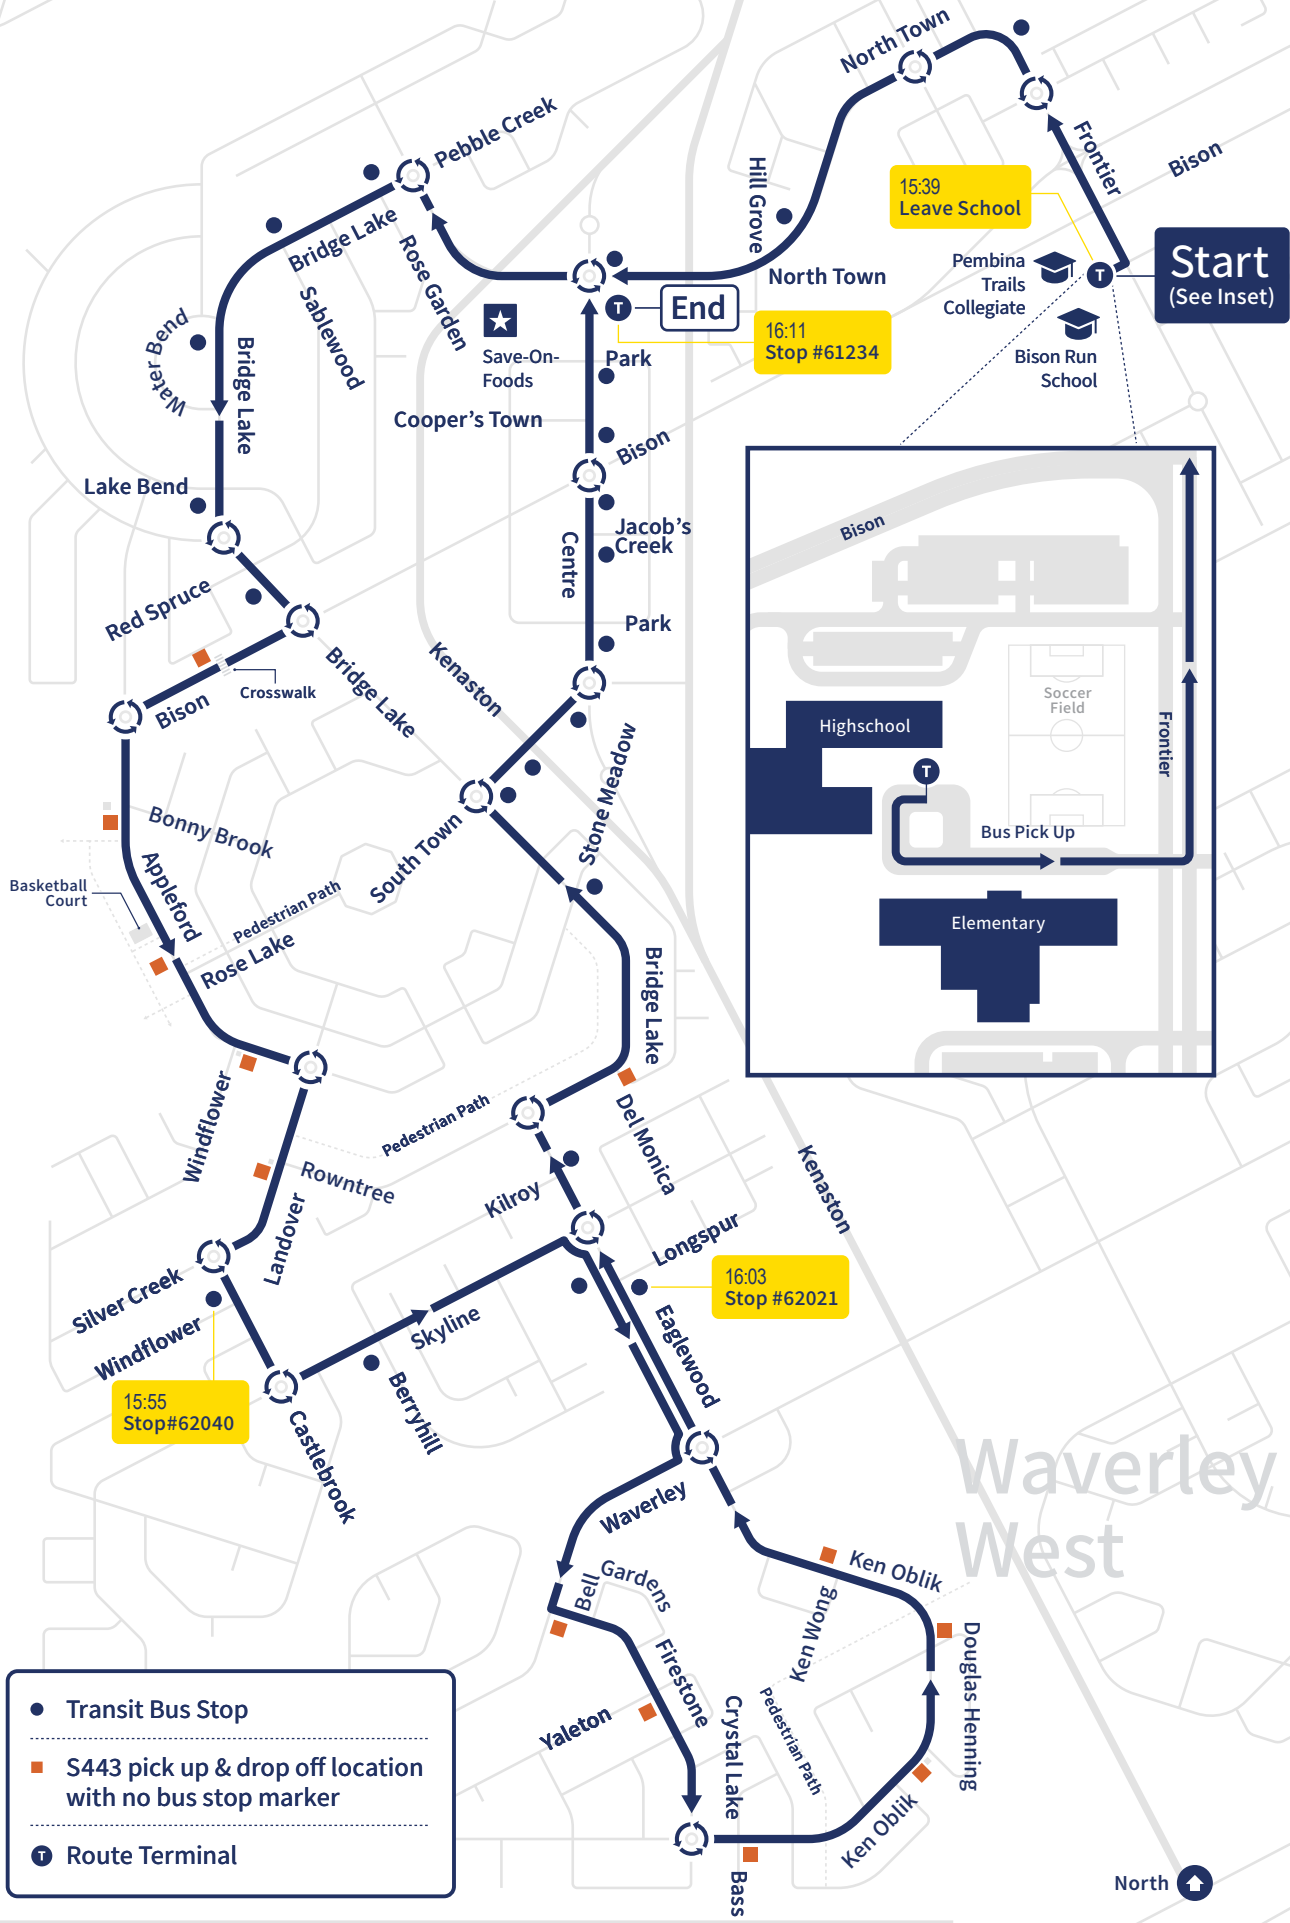 North Town
Pebble Creek
Frontier
Bison
Hill Grove
15:39
Leave School
Bridge Lake
Rose Garden
Pembina
Trails
Collegiate
T
Start
(See Inset)
North Town
Sablewood
T
End
Water Bend
Bridge Lake
Save-On-
Foods
Park
16:11
Stop #61234
Bison Run
School
Cooper's Town
Bison
Lake Bend
Jacob's
Creek
Centre
Red Spruce
Park
Crosswalk
Bridge Lake
Kenaston
Bison
Stone Meadow
Bonny Brook
South Town
Appleford
Basketball
Court
Pedestrian Path
Rose Lake
Bridge Lake
Bison
Soccer
Field
Highschool
Frontier
T
Bus Pick Up
Elementary
Windflower
Pedestrian Path
Del Monica
Kenaston
Rowntree
Kilroy
Landover
Longspur
Silver Creek
16:03
Stop #62021
Windflower
Skyline
Eaglewood
15:55
Stop#62040
Berryhill
Castlebrook
Waverley
Waverley
West
Bell
Gardens
Ken Oblik
Ken Wong
Firestone
Douglas Henning
Yaleton
Crystal Lake
Pedestrian Path
Ken Oblik
Bass
Transit Bus Stop
S443 pick up & drop off location
with no bus stop marker
T
Route Terminal
North